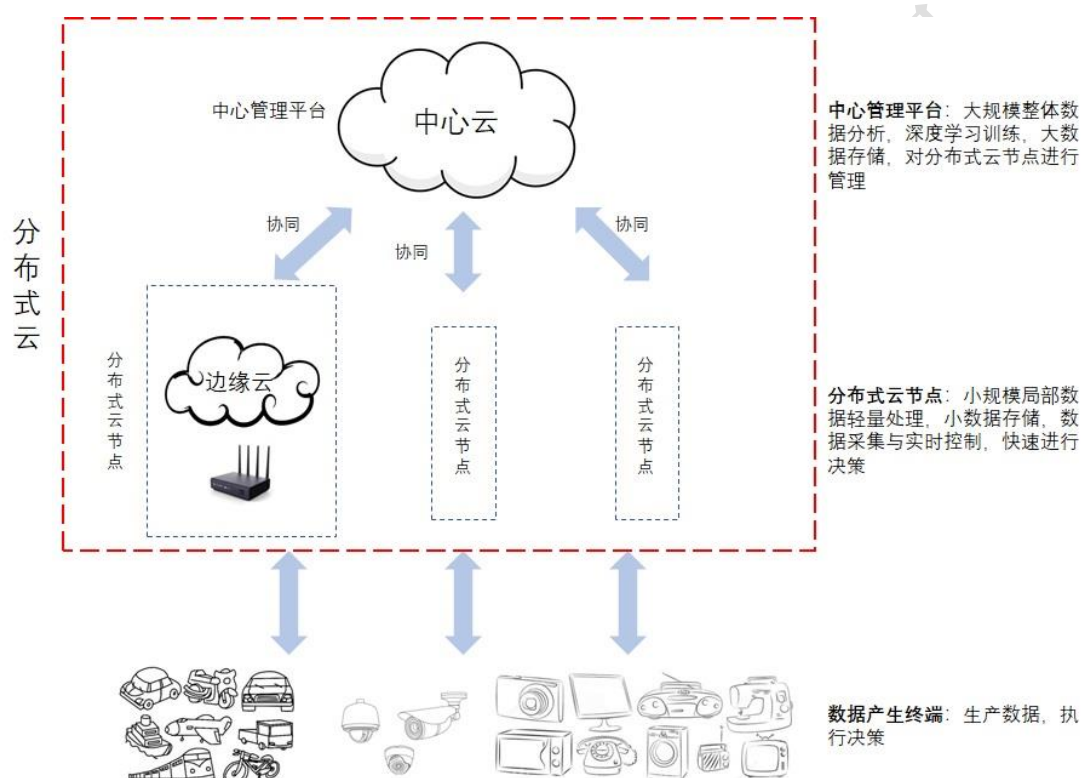 中心管理平台
中心云
中心管理平台：大规模整体数
据分析，深度学习训练，大数
据存储，对分布式云节点进行
管理
协同
协同
协同
分布式云
分布式云节点
边缘云
分布式云节点
分布式云节点
分布式云节点：小规模局部数
据轻量处理，小数据存储，数
据采集与实时控制，快速进行
决策
数据产生终端：生产数据，执
行决策